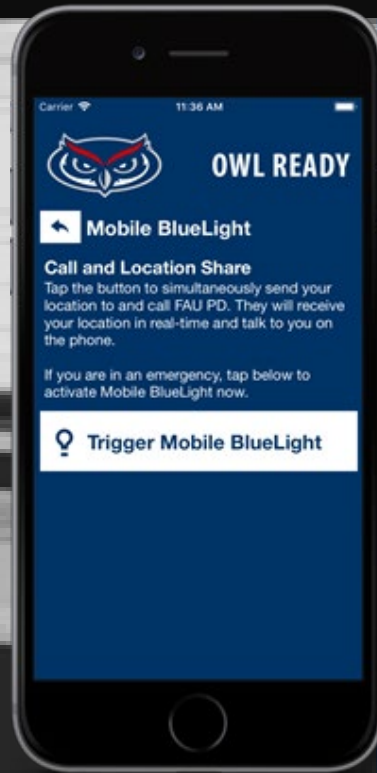 Carrier 11:36 AM
OWL READY
Mobile BlueLight
Call and Location Share
Tap the button to simultaneously send your
location to and call FAU PD. They will receive
your location in real-time and talk to you on
the phone.
If you are in an emergency, tap below to
activate Mobile BlueLight now.
Trigger Mobile BlueLight